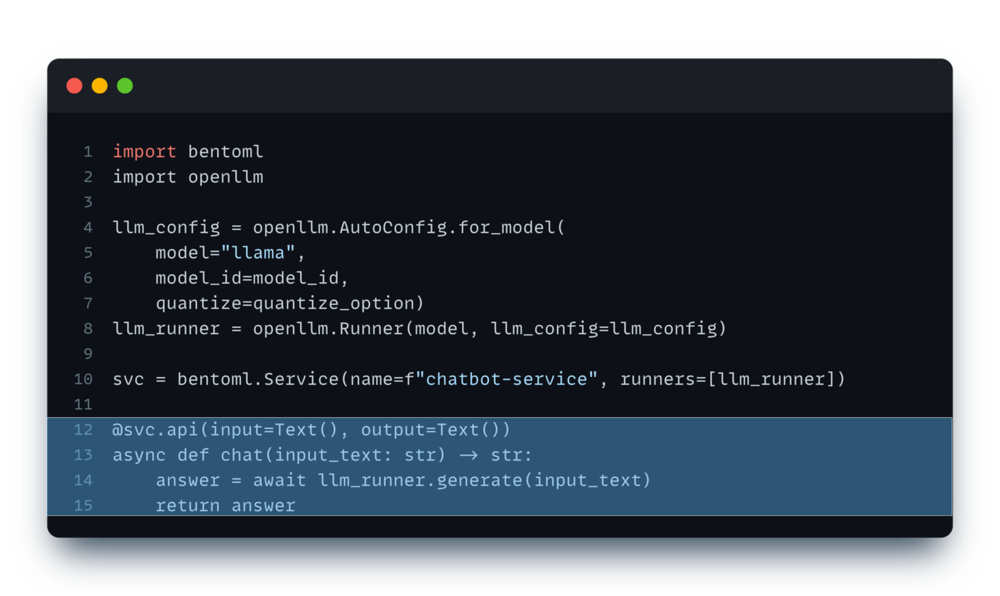 1 import bentoml
2 import openllm
3
4 llm_config = openllm.AutoConfig.for_model(
5     model="llama",
6     model_id=model_id,
7     quantize=quantize_option)
8 llm_runner = openllm.Runner(model, llm_config=llm_config)
9
10 svc = bentoml.Service(name=f"chatbot-service", runners=[llm_runner])
11
12 @svc.api(input=Text(), output=Text())
13 async def chat(input_text: str) -> str:
14     answer = await llm_runner.generate(input_text)
15     return answer